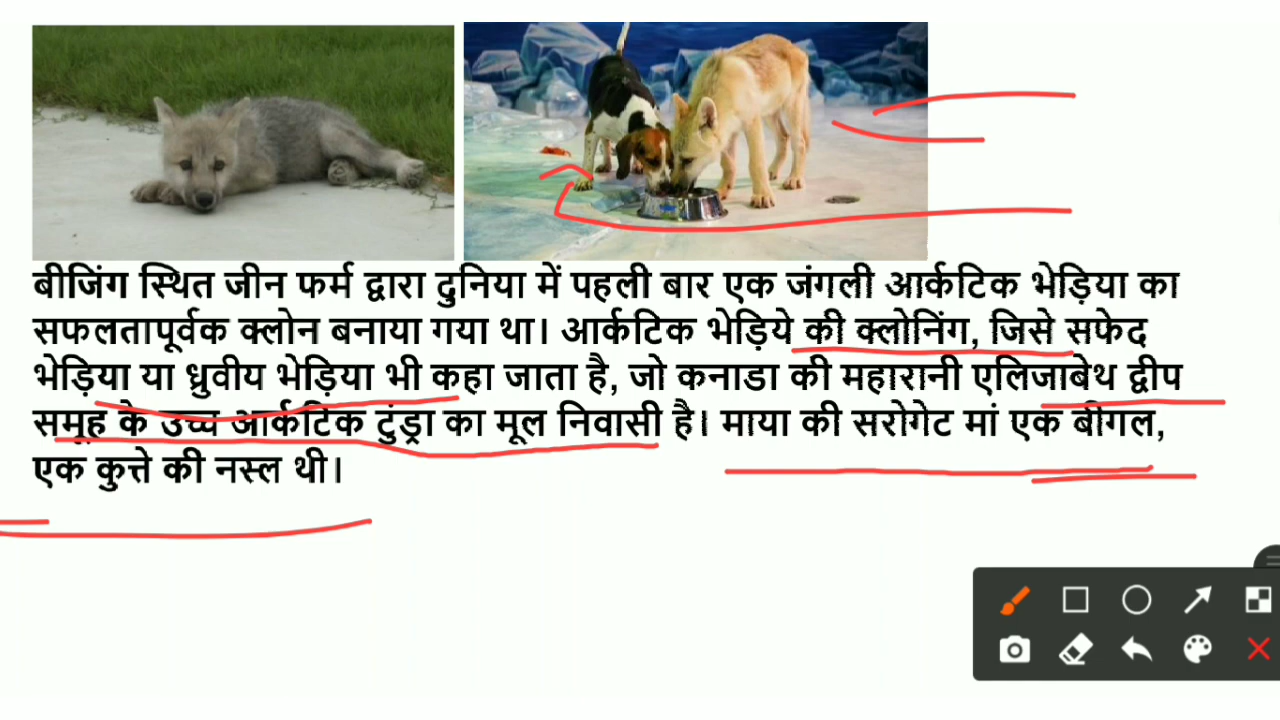 बीजिंग स्थित जीन फर्म द्वारा दुनिया में पहली बार एक जंगली आर्कटिक भेड़िया का
सफलतापूर्वक क्लोन बनाया गया था। आर्कटिक भेड़िये की क्लोनिंग, जिसे सफेद
भेड़िया या ध्रुवीय भेड़िया भी कहा जाता है, जो कनाडा की महारानी एलिजाबेथ द्वीप
समूह के उच्च आर्कटिक टुंड्रा का मूल निवासी है। माया की सरोगेट मां एक बीगल,
एक कुत्ते की नस्ल थी।